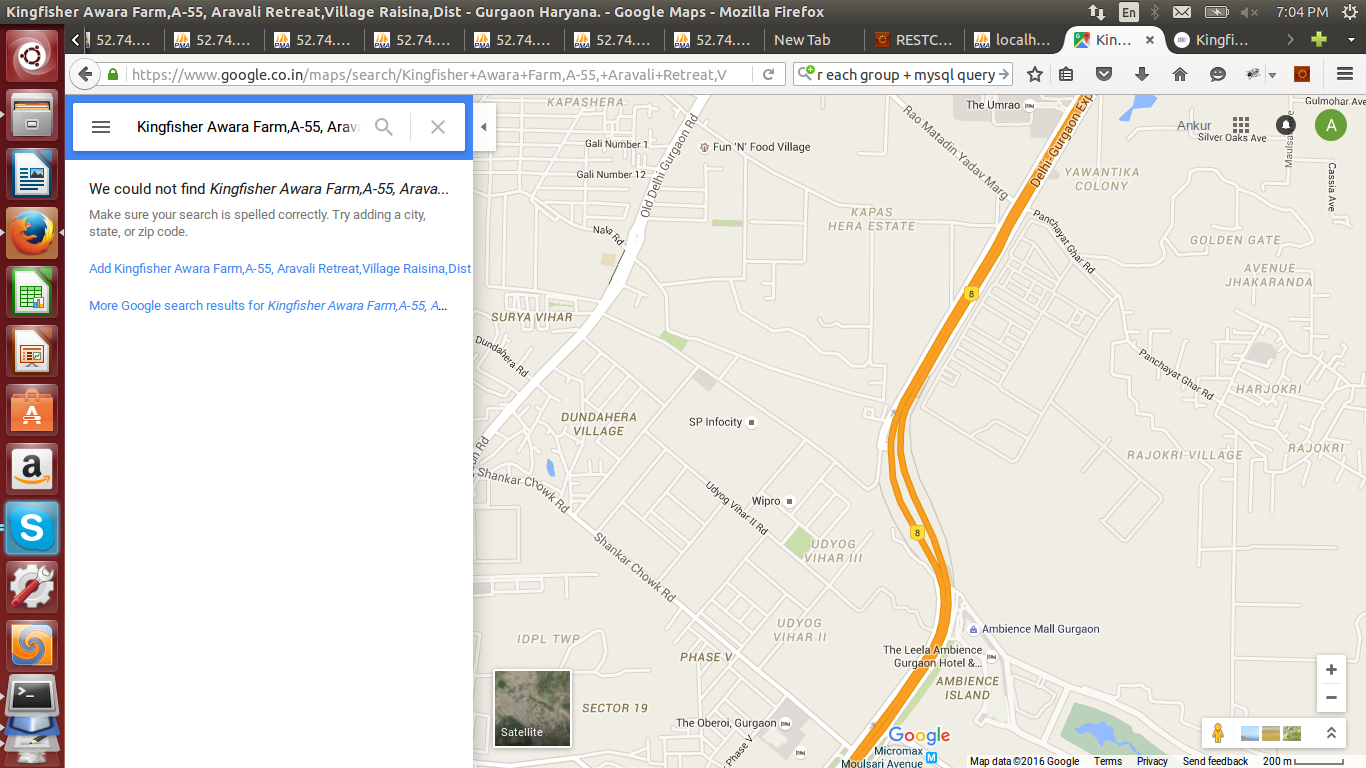 Kingfisher Awara Farm,A-55, Aravali Retreat,Village Raisina,Dist - Gurgaon Haryana. - Google Maps - Mozilla Firefox
En
7:04 PM
52.74....
52.74....
52.74....
52.74....
52.74....
52.74....
52.74....
New Tab
RESTC...
localh...
Kin...
Kingfi...
https://www.google.co.in/maps/search/Kingfisher+Awara+Farm,A-55,+Aravali+Retreat,V
r each group + mysql query
Kingfisher Awara Farm,A-55, Arav
We could not find Kingfisher Awara Farm,A-55, Arava...
Make sure your search is spelled correctly. Try adding a city,
state, or zip code.
Add Kingfisher Awara Farm,A-55, Aravali Retreat,Village Raisina,Dist
More Google search results for Kingfisher Awara Farm,A-55, A...
KAPASHERA
Gali Number 1
Gali Number 12
Old Delhi Gurgaon Rd
Fun 'N' Food Village
The Umrao
Rao Matadin Yadav Marg
Delhi-Gurgaon Exp
Gulmohar Ave
Ankur
A
Silver Oaks Ave
Maulsari
Cassia Ave
YAWANTIKA
COLONY
KAPAS
HERA ESTATE
Panchayat Ghar Rd
GOLDEN GATE
AVENUE
JHAKARANDA
Nala Rd
8
SURYA VIHAR
Dundahera
Rd
Panchayat Ghar Rd
HARJOKRI
DUNDAHERA
VILLAGE
SP Infocity
RAJOKRI VILLAGE
RAJOKRI
Shankar Chowk Rd
Udyog Vihar II Rd
Wipro
8
UDYOG
VIHAR III
Shankar Chowk Rd
UDYOG
VIHAR II
IDPL TWP
PHASE V
Ambience Mall Gurgaon
The Leela Ambience
Gurgaon Hotel &...
AMBIENCE
ISLAND
SECTOR 19
The Oberoi, Gurgaon
Phase V
Satellite
Google
Micromax
Moulsari Avenue
M
Map data ©2016 Google
Terms
Privacy
Send feedback
200 m